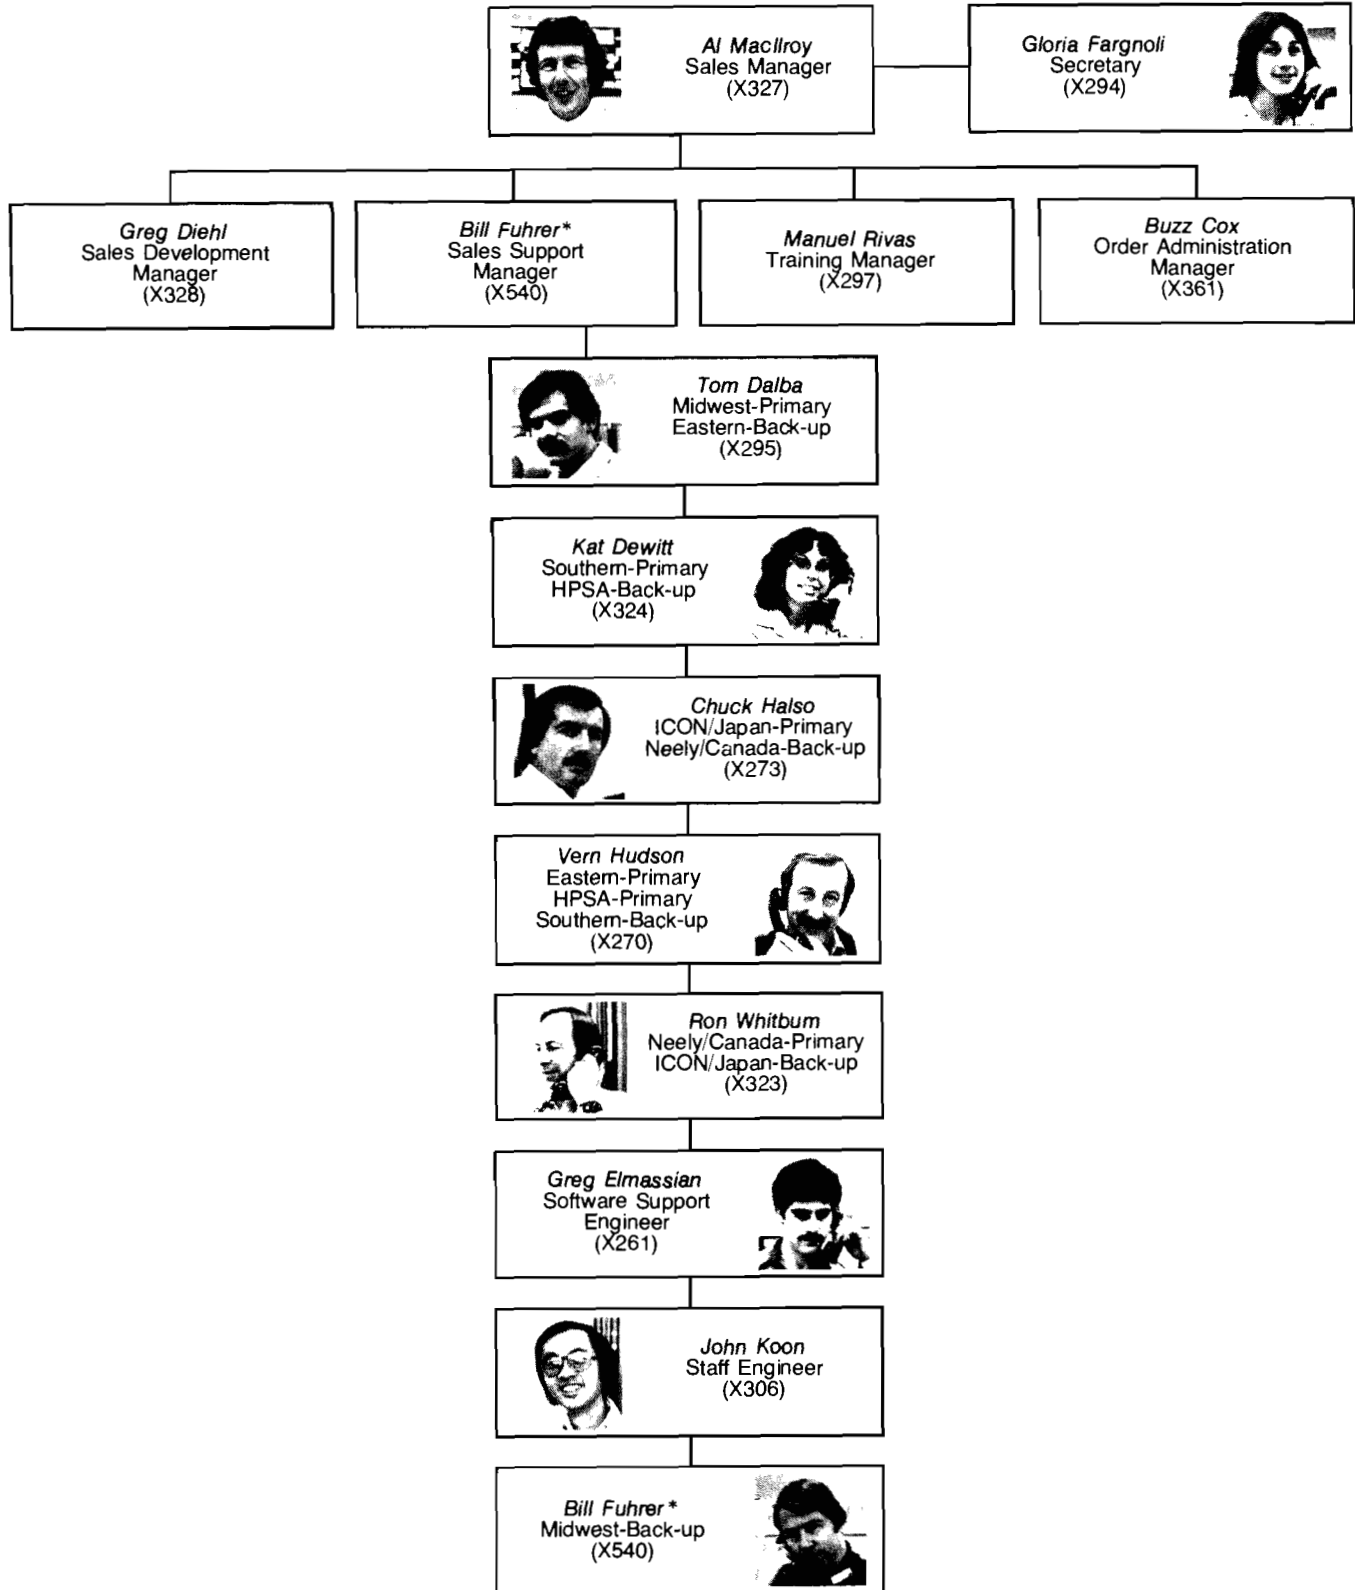 Al MacIlroy
Sales Manager
(X327)
Gloria Fargnoli
Secretary
(X294)
Greg Diehl
Sales Development
Manager
(X328)
Bill Fuhrer*
Sales Support
Manager
(X540)
Manuel Rivas
Training Manager
(X297)
Buzz Cox
Order Administration
Manager
(X361)
Tom Dalba
Midwest-Primary
Eastern-Back-up
(X295)
Kat Dewitt
Southern-Primary
HPSA-Back-up
(X324)
Chuck Halso
ICON/Japan-Primary
Neely/Canada-Back-up
(X273)
Vern Hudson
Eastern-Primary
HPSA-Primary
Southern-Back-up
(X270)
Ron Whitburn
Neely/Canada-Primary
ICON/Japan-Back-up
(X323)
Greg Elmassian
Software Support
Engineer
(X261)
John Koon
Staff Engineer
(X306)
Bill Fuhrer*
Midwest-Back-up
(X540)